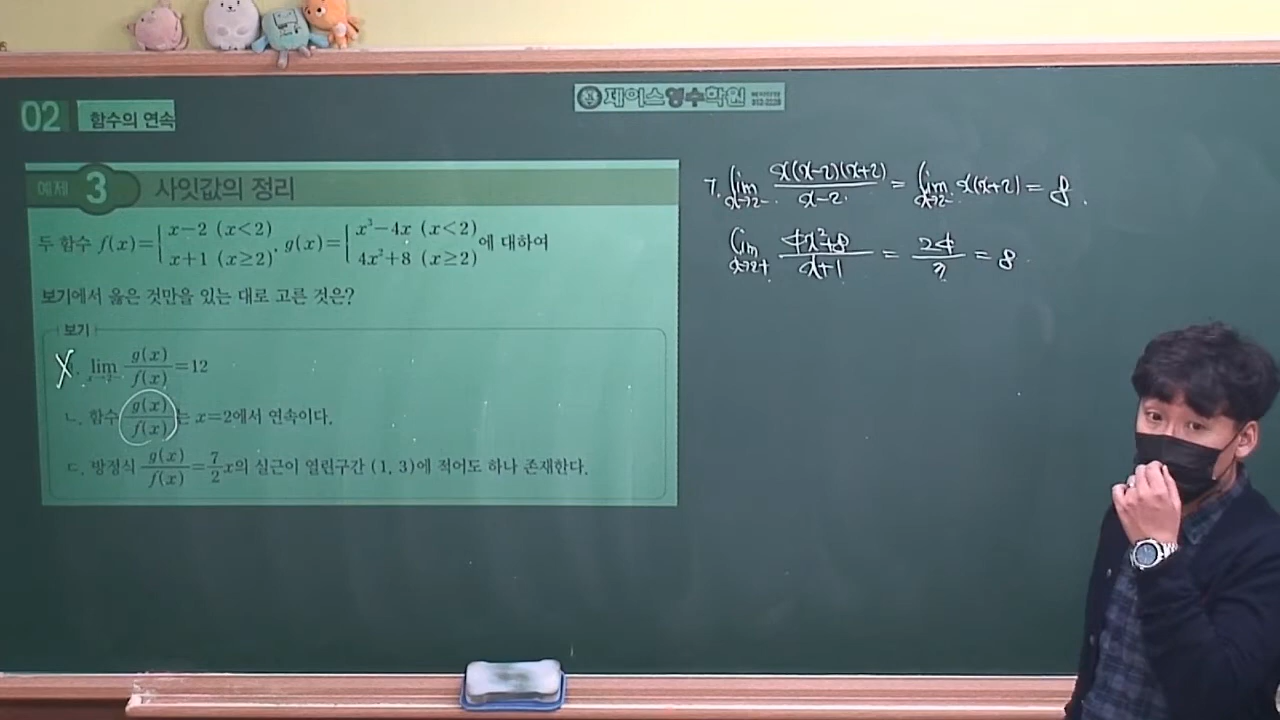 02 함수의 연속
제이스영수학원
예제 3 사잇값의 정리
두 함수 f(x)={x-2 (x<2), x+1 (x≥2)}, g(x)={x³-4x (x<2), 4x²+8 (x≥2)}에 대하여
보기에서 옳은 것만을 있는 대로 고른 것은?
보기
X. lim g(x)/f(x)=12
ㄴ. 함수 g(x)/f(x)는 x=2에서 연속이다.
ㄷ. 방정식 g(x)/f(x)=7/2x의 실근이 열린구간 (1, 3)에 적어도 하나 존재한다.
ㄱ. lim x→2- x(x-2)(x+2)/x-2 = lim x→2- x(x+2) = 8
lim x→2+ 4x²+8/x+1 = 24/3 = 8